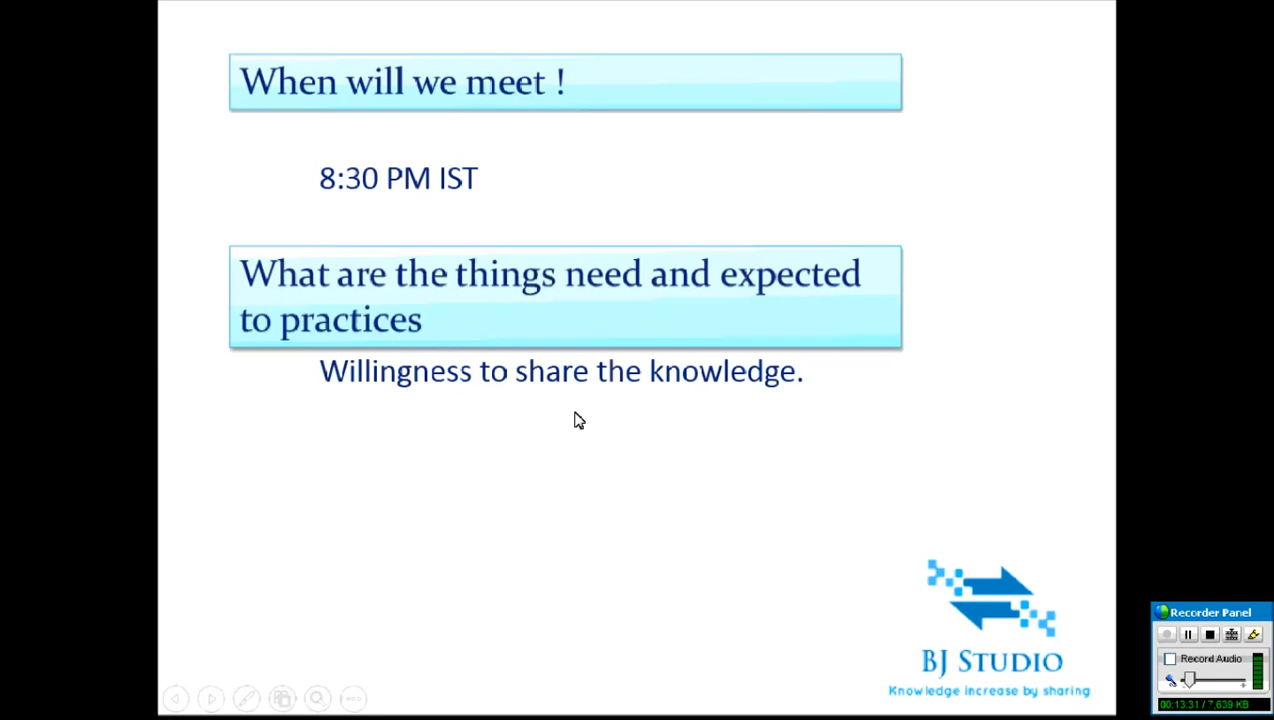 When will we meet !
8:30 PM IST
What are the things need and expected
to practices
Willingness to share the knowledge.
BJ STUDIO
Knowledge increase by sharing
Recorder Panel
Record Audio
00:13:31 / 7,639 KB